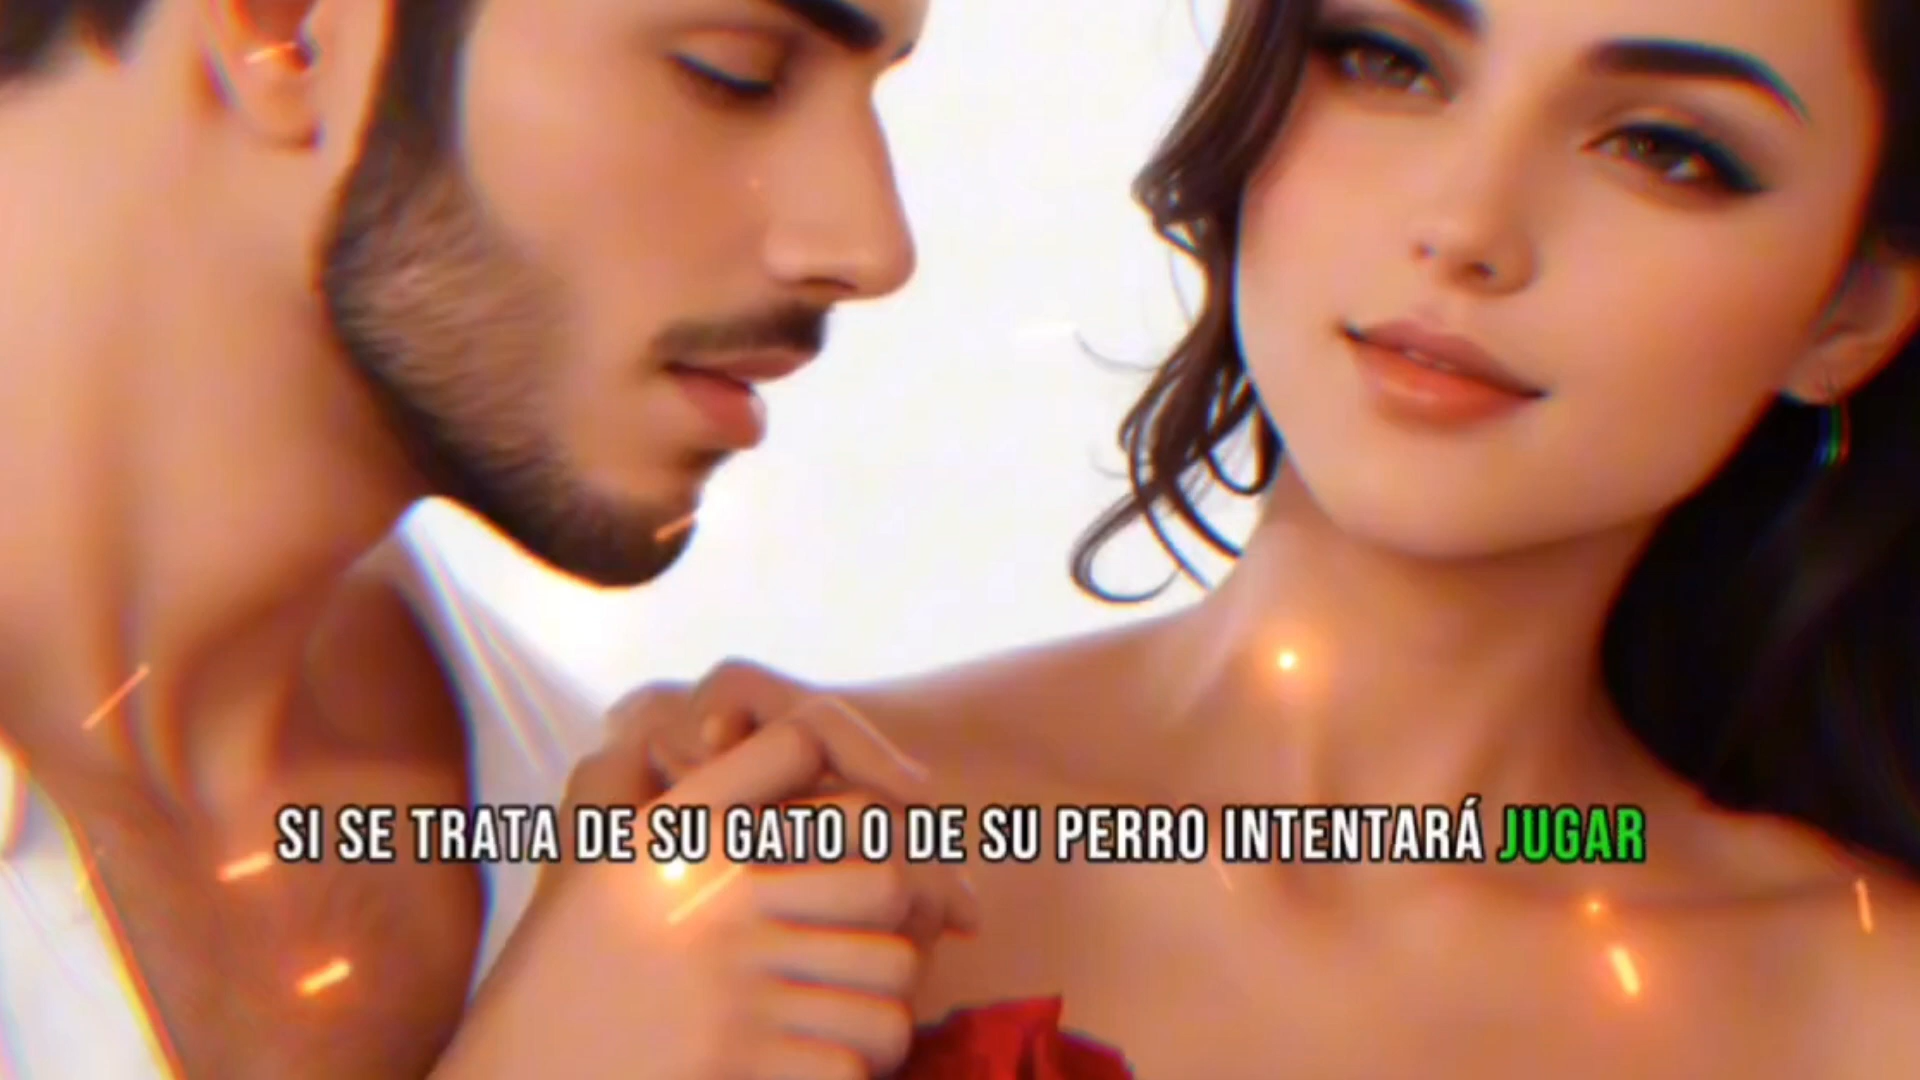 SI SE TRATA DE SU GATO O DE SU PERRO INTENTARÁ JUGAR